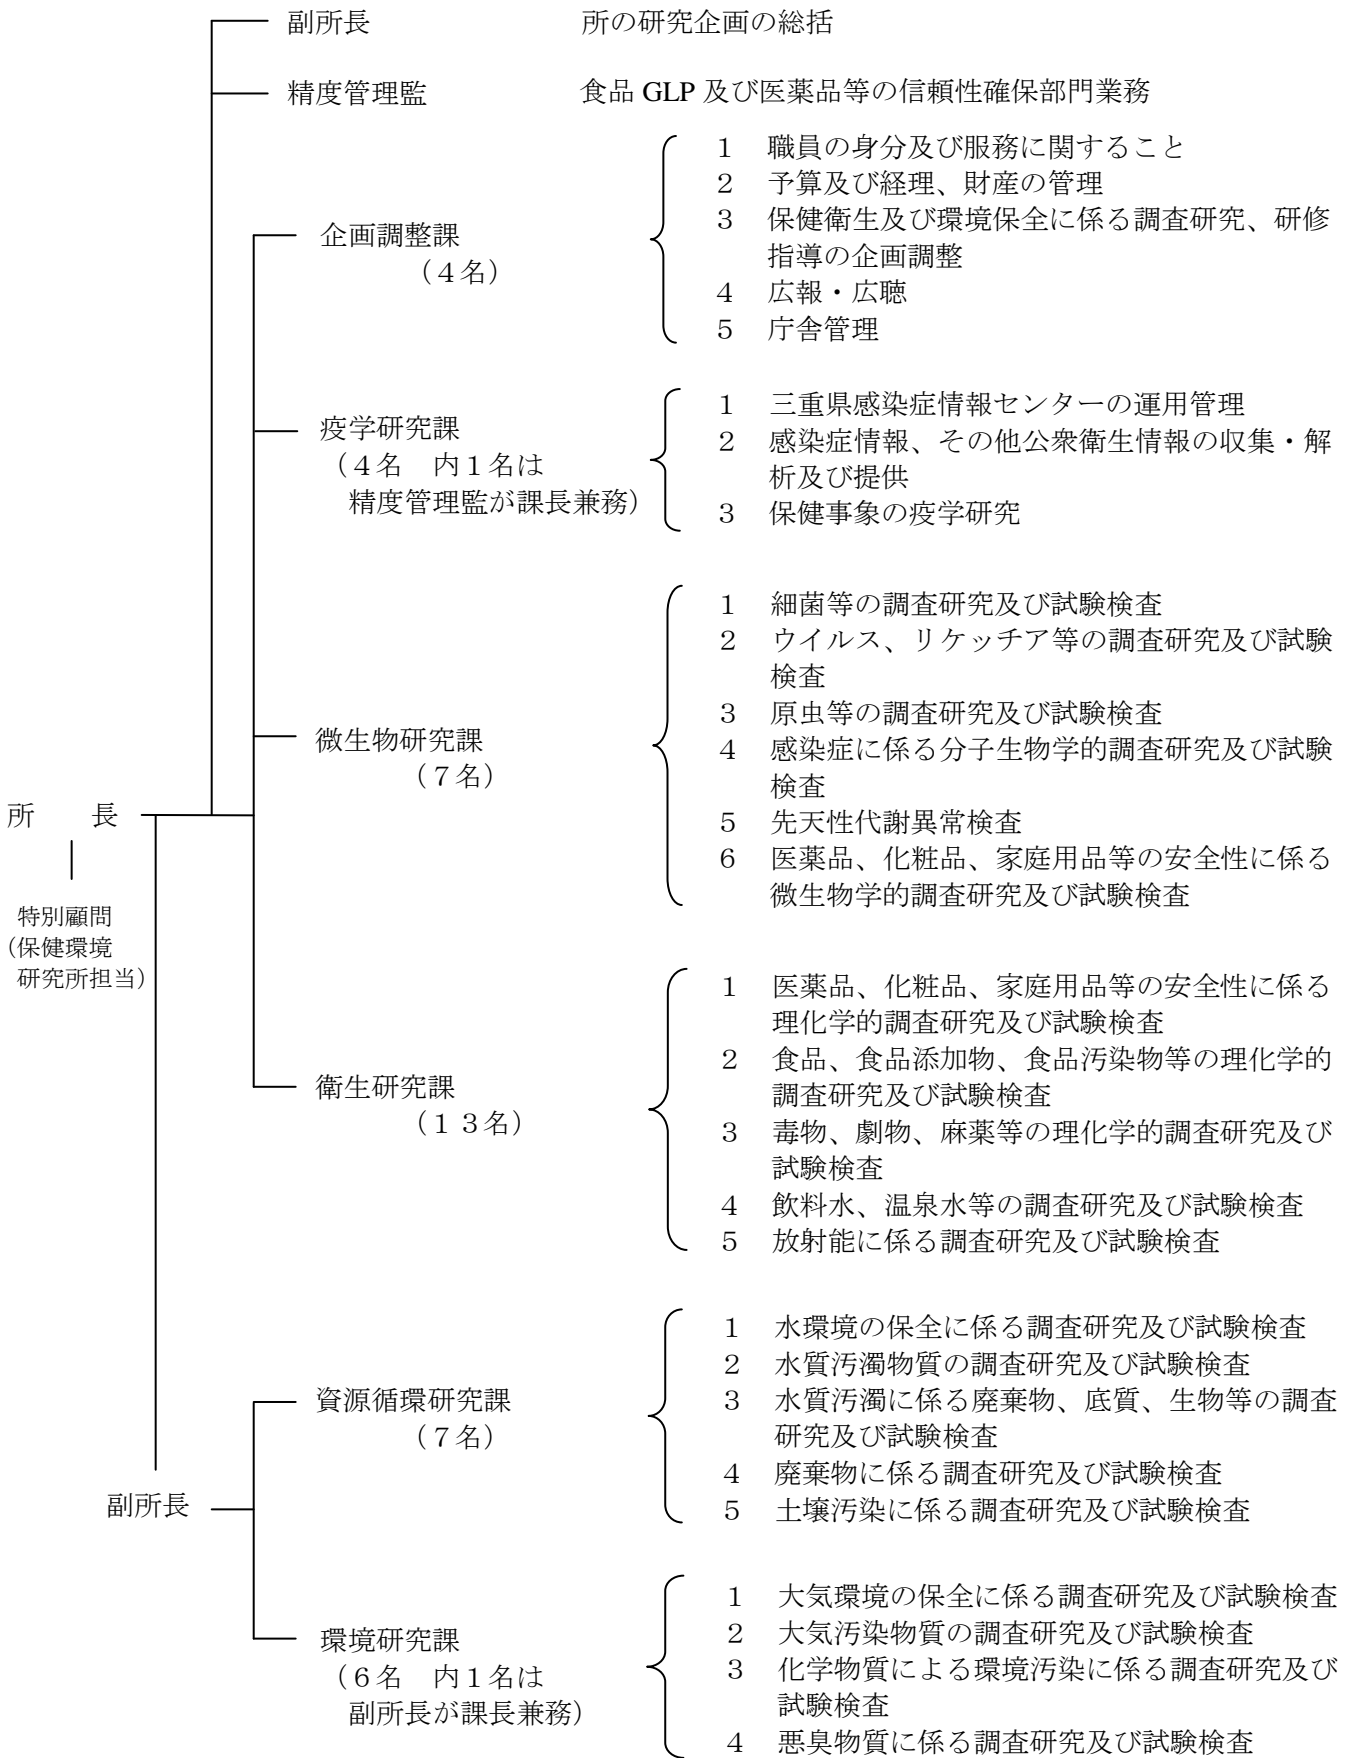 副所長　所の研究企画の総括
精度管理監　食品 GLP 及び医薬品等の信頼性確保部門業務
企画調整課
（４名）
１　職員の身分及び服務に関すること
２　予算及び経理、財産の管理
３　保健衛生及び環境保全に係る調査研究、研修
指導の企画調整
４　広報・広聴
５　庁舎管理
疫学研究課
（４名　内１名は
精度管理監が課長兼務）
１　三重県感染症情報センターの運用管理
２　感染症情報、その他公衆衛生情報の収集・解
析及び提供
３　保健事象の疫学研究
微生物研究課
（７名）
１　細菌等の調査研究及び試験検査
２　ウイルス、リケッチア等の調査研究及び試験
検査
３　原虫等の調査研究及び試験検査
４　感染症に係る分子生物学的調査研究及び試験
検査
５　先天性代謝異常検査
６　医薬品、化粧品、家庭用品等の安全性に係る
微生物学的調査研究及び試験検査
所　　長
特別顧問
（保健環境
研究所担当）
衛生研究課
（１３名）
１　医薬品、化粧品、家庭用品等の安全性に係る
理化学的調査研究及び試験検査
２　食品、食品添加物、食品汚染物等の理化学的
調査研究及び試験検査
３　毒物、劇物、麻薬等の理化学的調査研究及び
試験検査
４　飲料水、温泉水等の調査研究及び試験検査
５　放射能に係る調査研究及び試験検査
副所長
資源循環研究課
（７名）
１　水環境の保全に係る調査研究及び試験検査
２　水質汚濁物質の調査研究及び試験検査
３　水質汚濁に係る廃棄物、底質、生物等の調査
研究及び試験検査
４　廃棄物に係る調査研究及び試験検査
５　土壌汚染に係る調査研究及び試験検査
環境研究課
（６名　内１名は
副所長が課長兼務）
１　大気環境の保全に係る調査研究及び試験検査
２　大気汚染物質の調査研究及び試験検査
３　化学物質による環境汚染に係る調査研究及び
試験検査
４　悪臭物質に係る調査研究及び試験検査